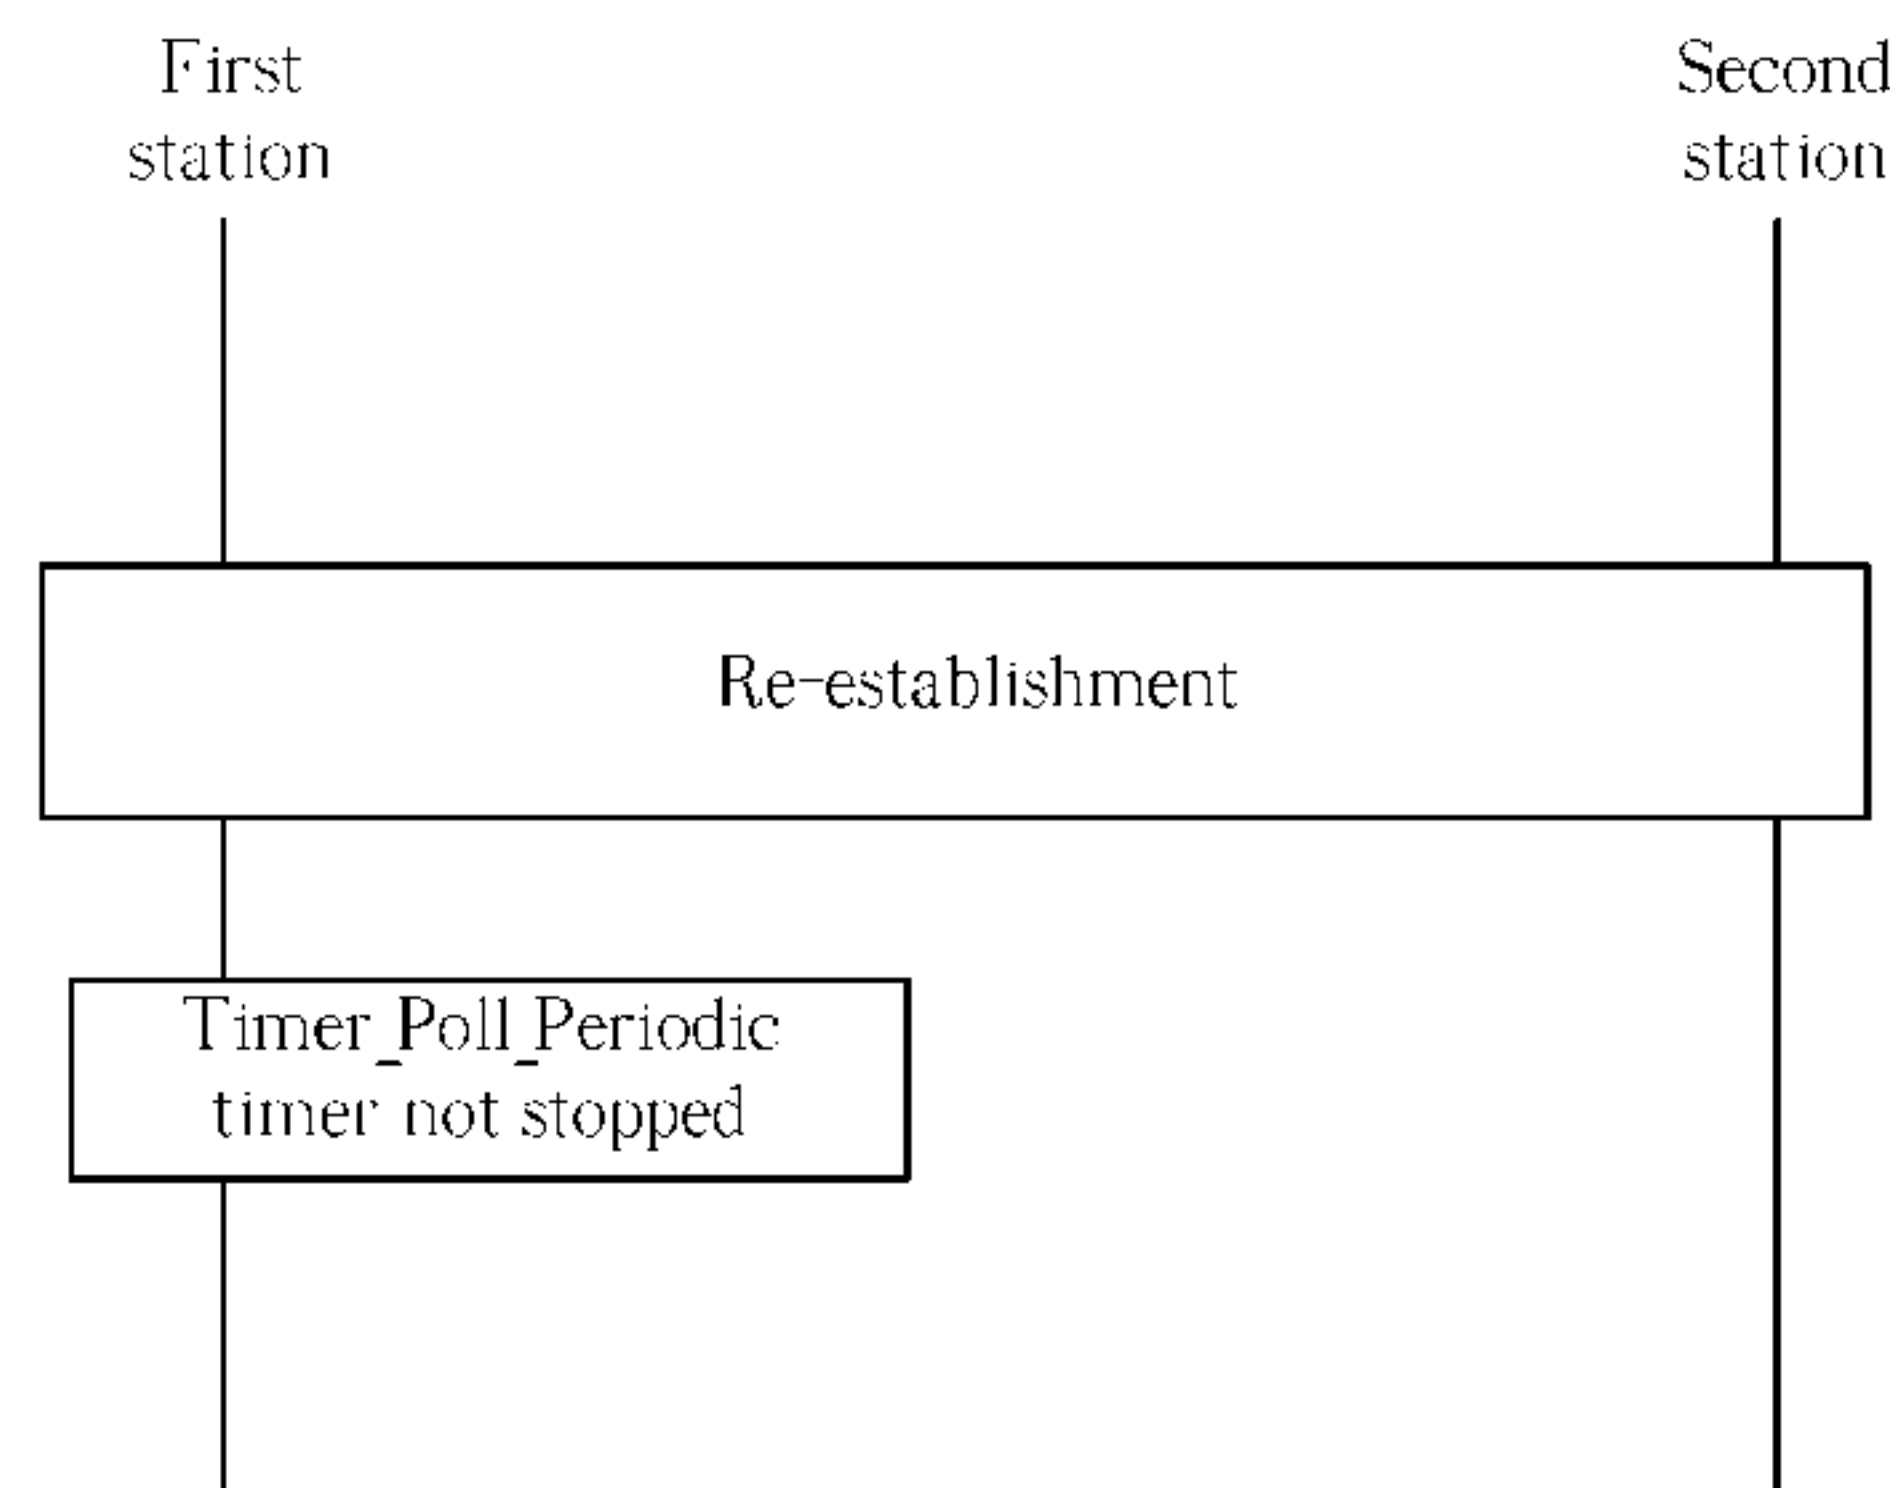 First
station
Second
station
Re-establishment
Timer_Poll_Periodic
timer not stopped